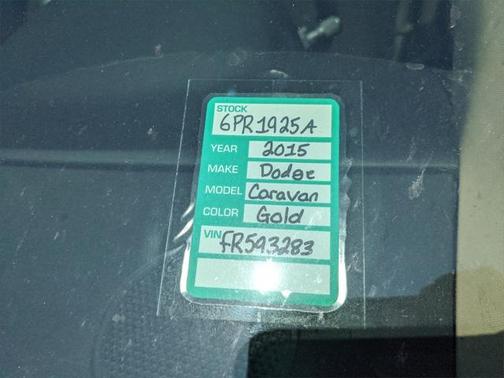 STOCK
6PR1925A
YEAR 2015
MAKE Dodge
MODEL Caravan
COLOR Gold
VIN FR593283